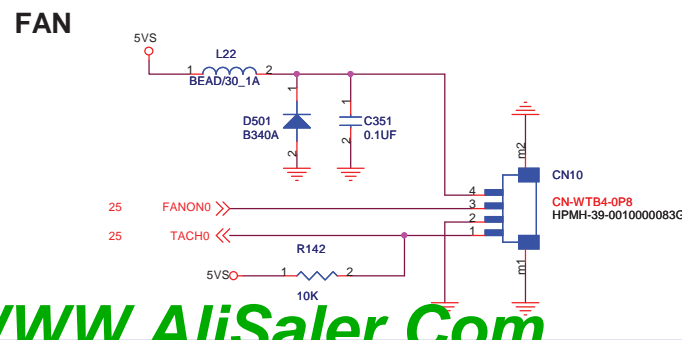 FAN
5VS
L22
1 2
BEAD/30_1A
1
D501
B340A
2
1
C351
0.1UF
2
m2
CN10
4
3
2
1
CN-WTB4-0P8
HPMH-39-0010000083G
25 FANON0
25 TACH0
R142
5VS 1 2
10K
m1
WWW.AliSaler.Com